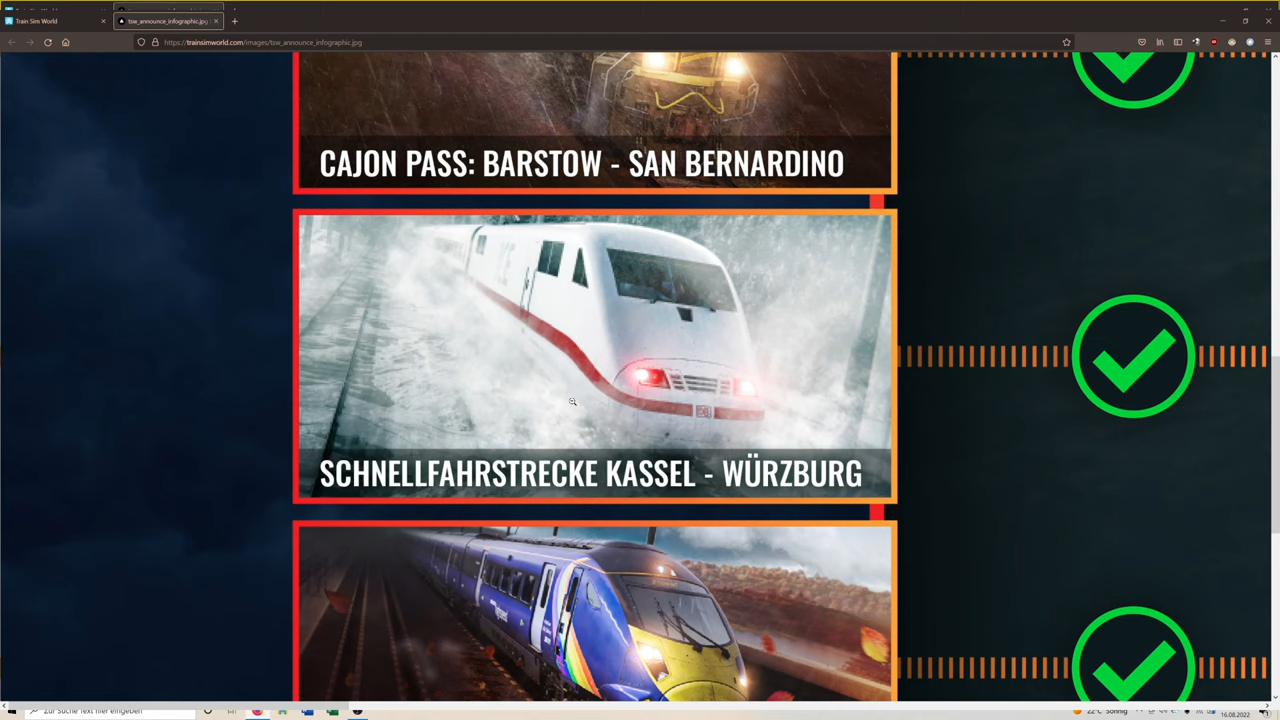 Train Sim World
tsw_announce_infographic.jpg
https://trainsimworld.com/images/tsw_announce_infographic.jpg
CAJON PASS: BARSTOW - SAN BERNARDINO
DB
SCHNELLFAHRSTRECKE KASSEL - WÜRZBURG
Zur Suche Text hier eingeben
22°C Sonnig
16.08.2022